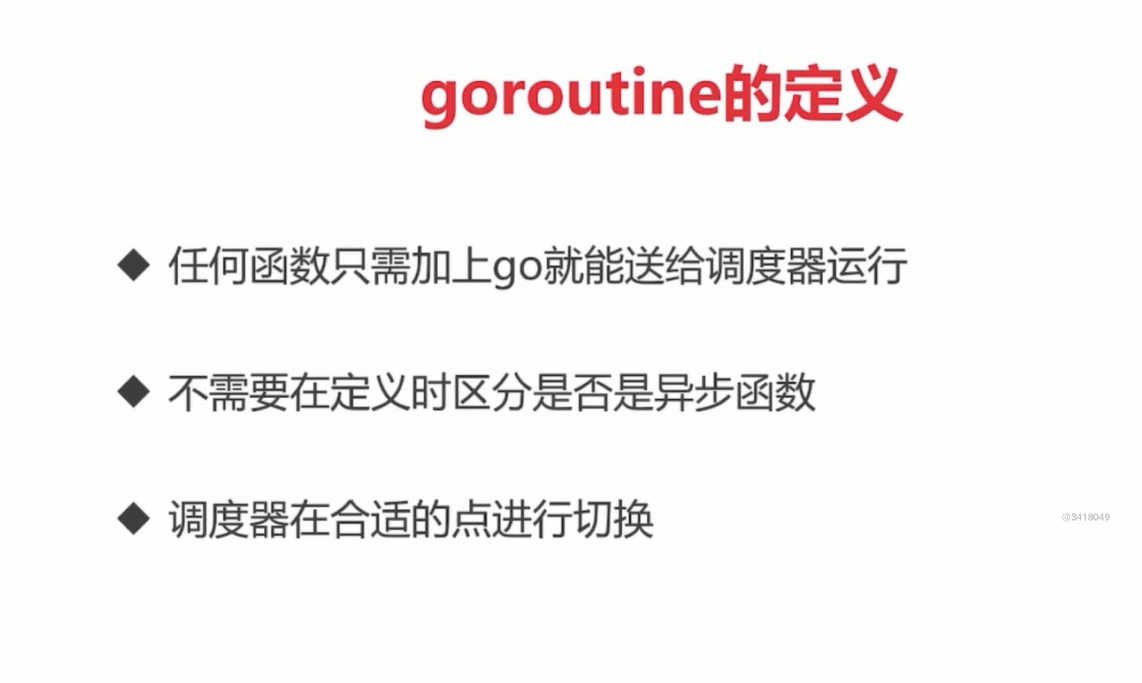 goroutine的定义
◆ 任何函数只需加上go就能送给调度器运行
◆ 不需要在定义时区分是否是异步函数
◆ 调度器在合适的点进行切换
@3418049